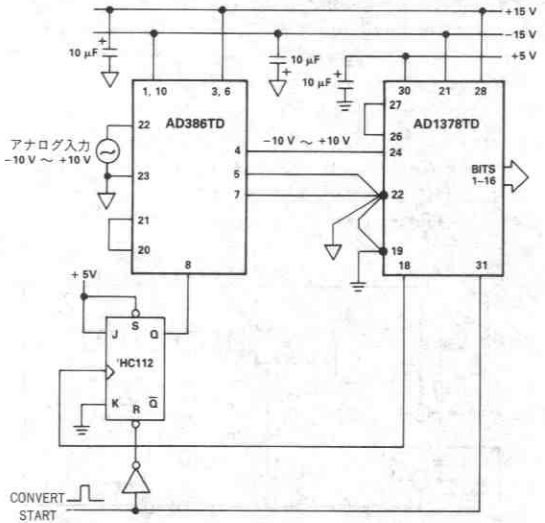 +15 V
-15 V
+5 V
10 µF
+
10 µF
+
10 µF
+
1, 10
3, 6
AD386TD
30
21
28
AD1378TD
27
26
アナログ入力
-10 V ～ +10 V
22
23
21
20
8
4
5
7
-10 V ～ +10 V
24
22
19
18
31
BITS
1-16
+ 5V
S
J
Q
'HC112
K
Q̅
R
CONVERT
START